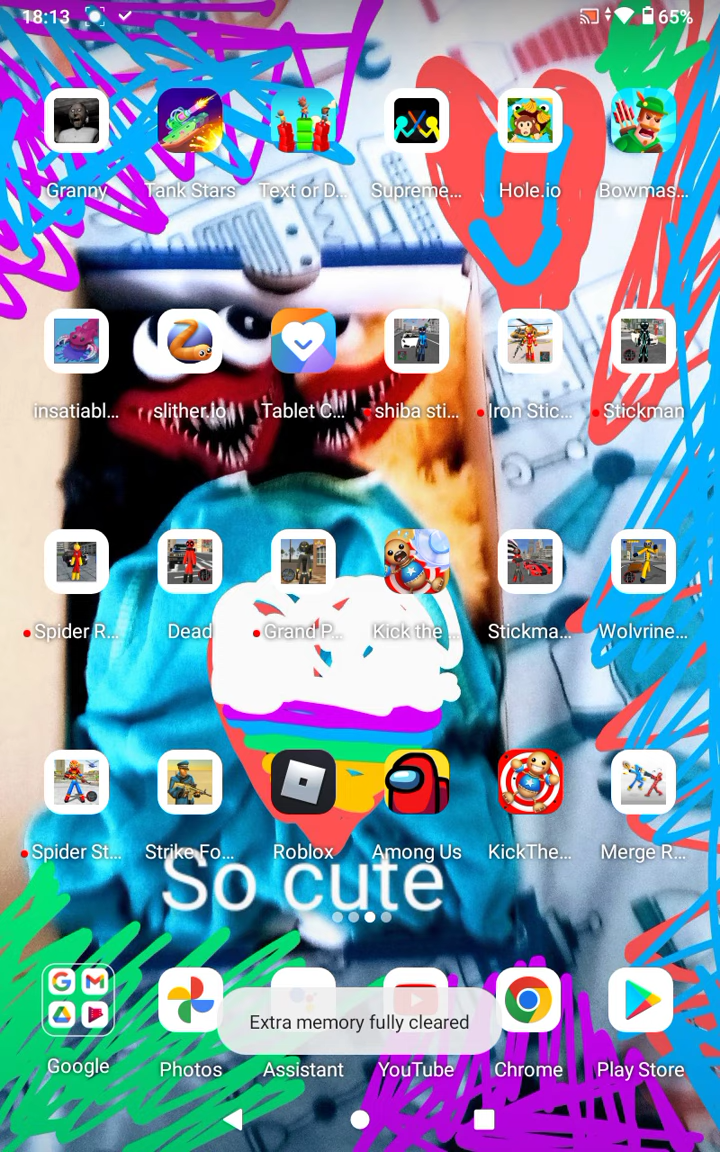 18:13 65%
Granny Tank Stars Text or D... Supreme... Hole.io Bowmas...
insatiabl... slither.io Tablet C... shiba sti... Iron Stic... Stickman
Spider R... Dead Grand P... Kick the ... Stickma... Wolvrine...
Spider St... Strike Fo... Roblox Among Us KickThe... Merge R...
So cute
Extra memory fully cleared
Google Photos Assistant YouTube Chrome Play Store